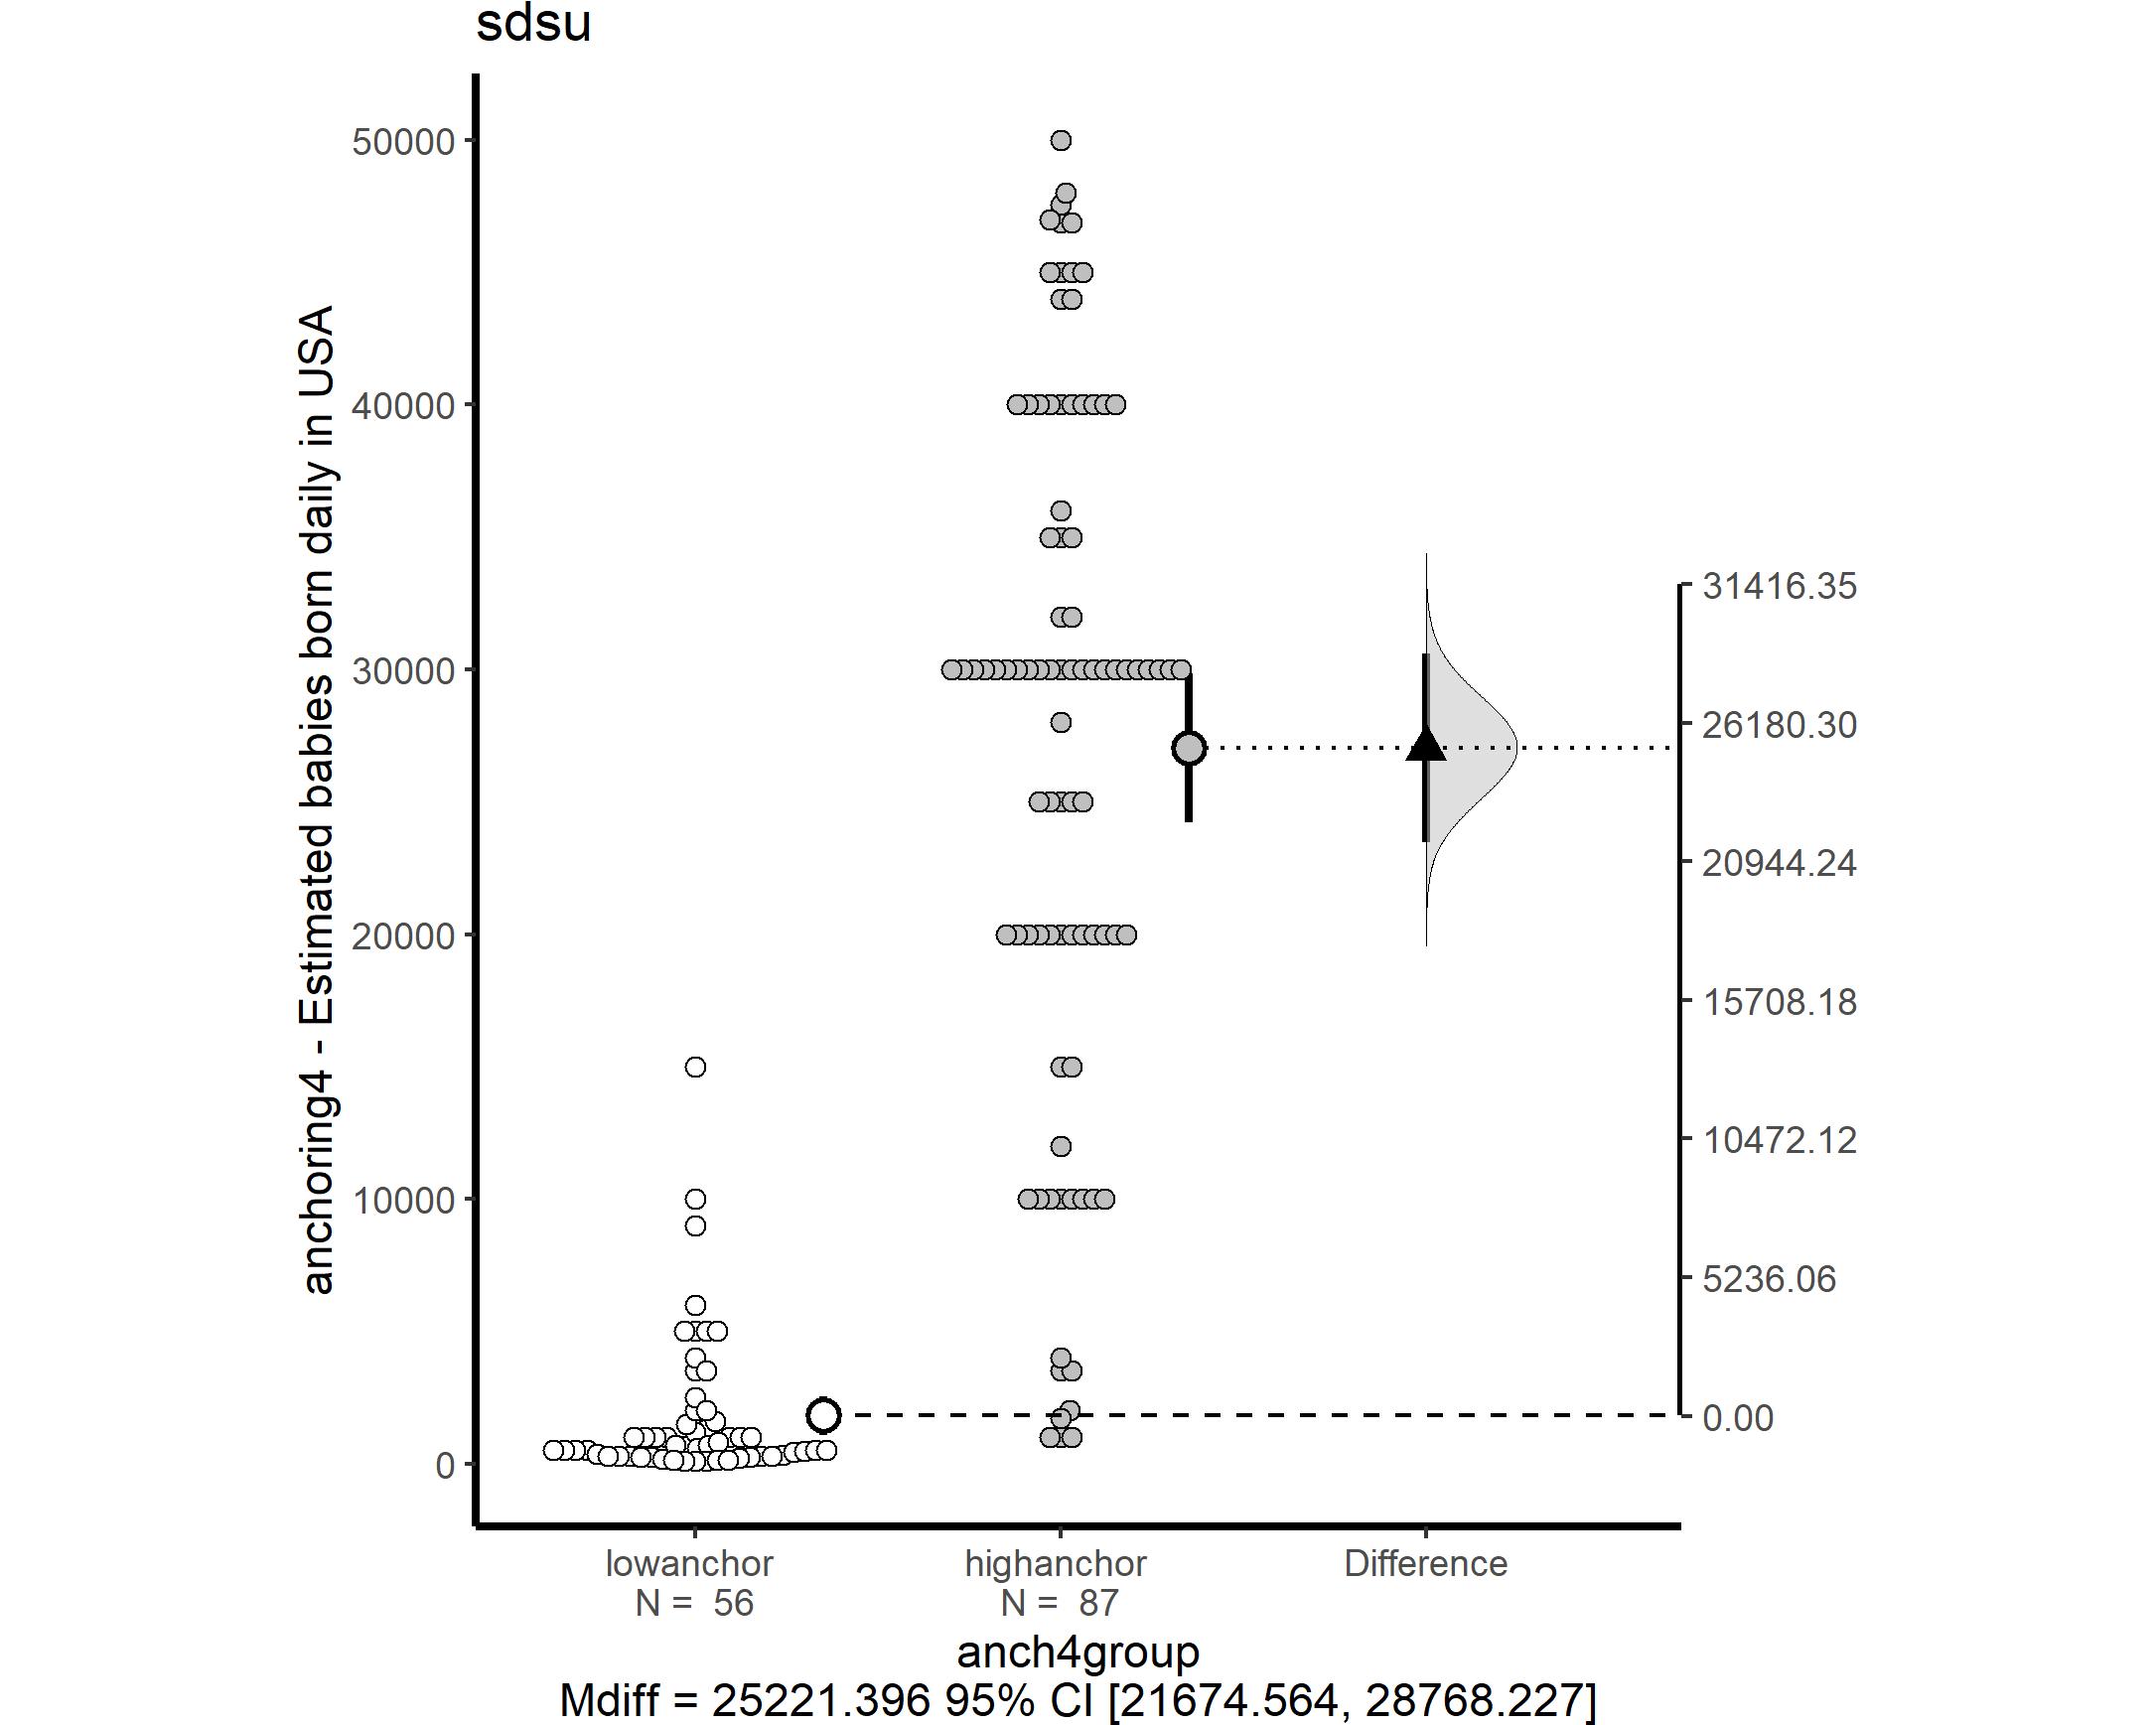 sdsu
anchoring4 - Estimated babies born daily in USA
50000
40000
30000
20000
10000
0
31416.35
26180.30
20944.24
15708.18
10472.12
5236.06
0.00
lowanchor
N = 56
highanchor
N = 87
Difference
anch4group
Mdiff = 25221.396 95% CI [21674.564, 28768.227]